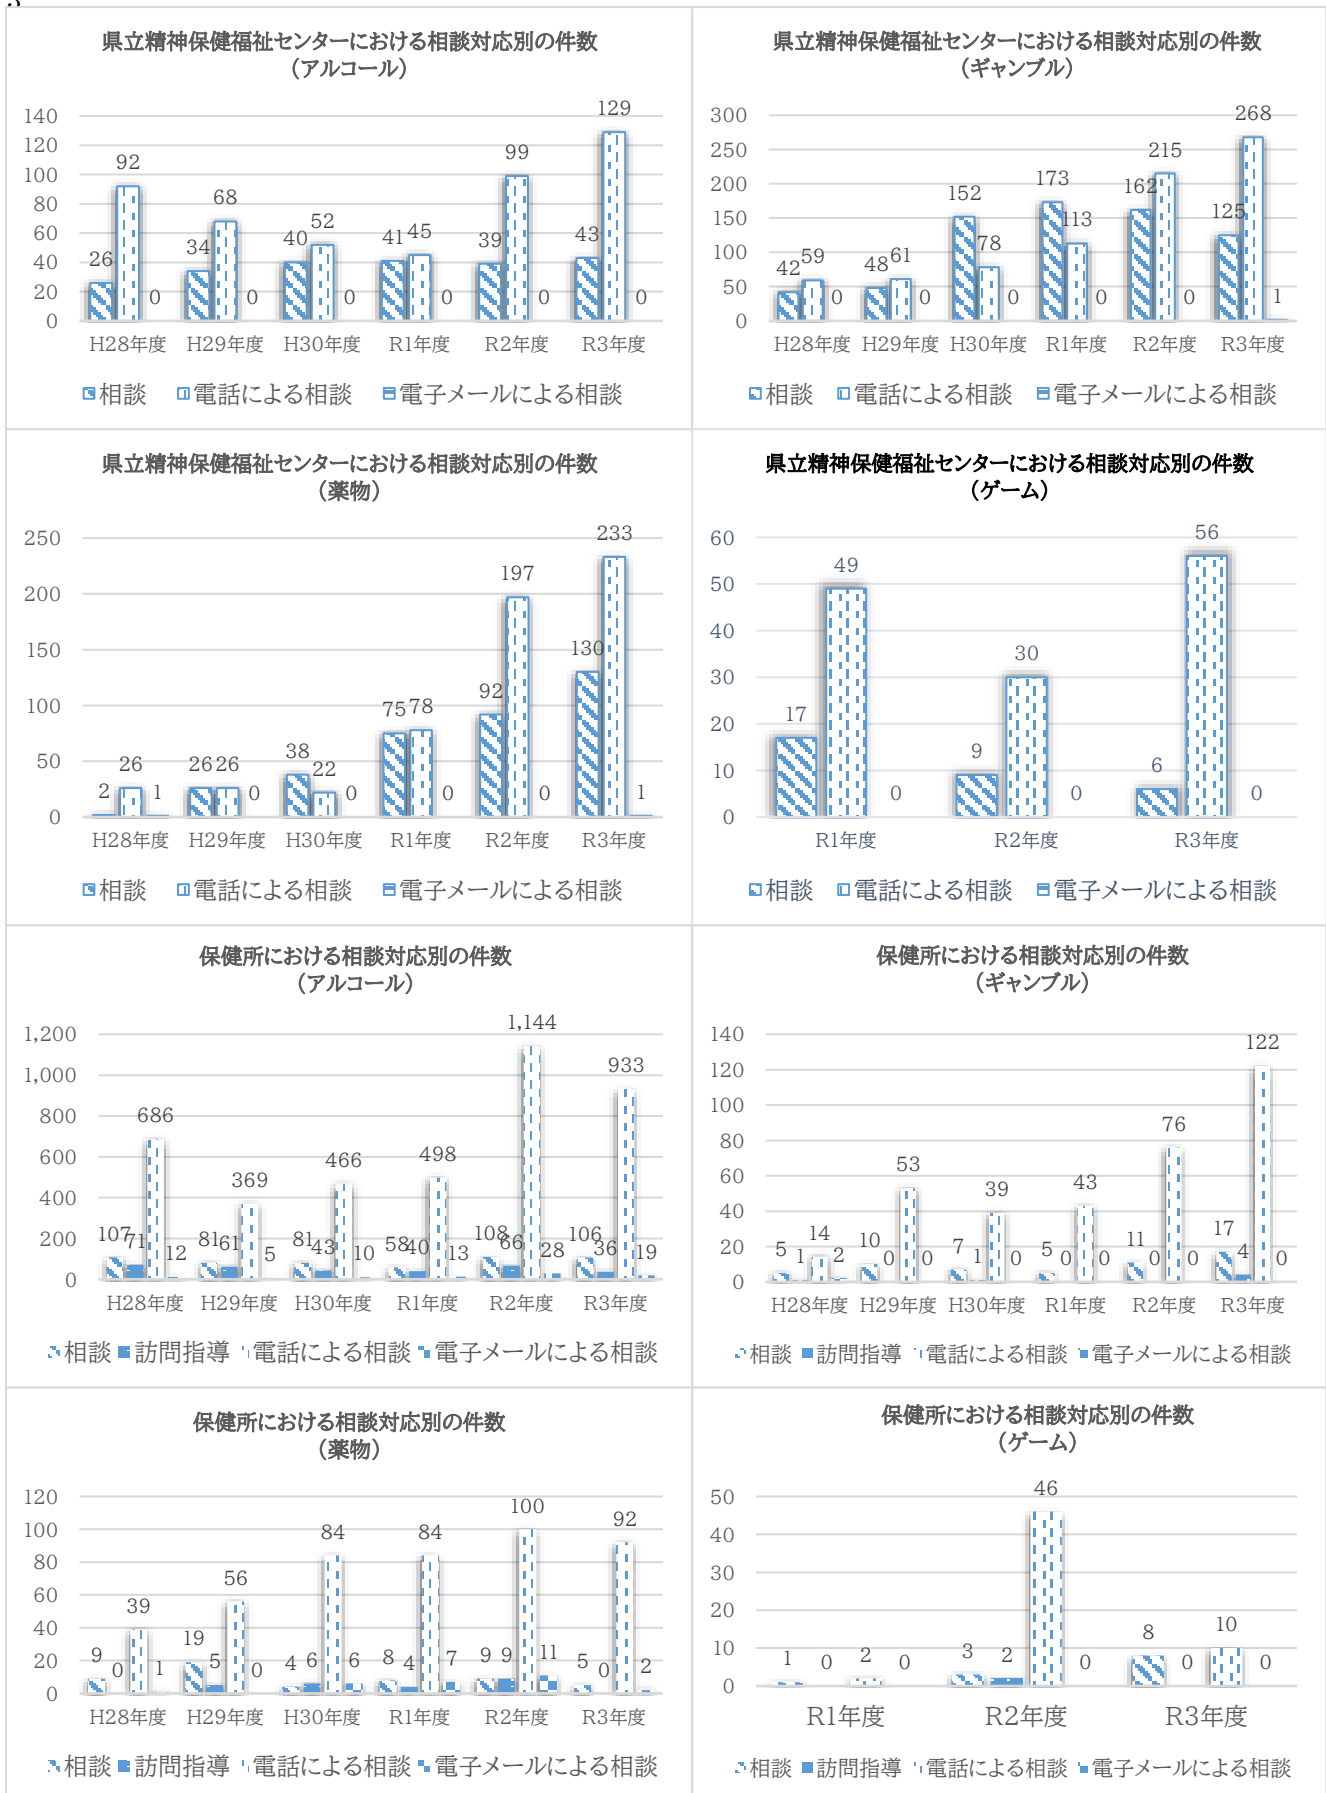 県立精神保健福祉センターにおける相談対応別の件数
（アルコール）
140
120
100
80
60
40
20
0
26 92 0
34 68 0
40 52 0
41 45 0
39 99 0
43 129 0
H28年度 H29年度 H30年度 R1年度 R2年度 R3年度
相談 電話による相談 電子メールによる相談
県立精神保健福祉センターにおける相談対応別の件数
（ギャンブル）
300
250
200
150
100
50
0
42 59 0
48 61 0
152 78 0
173 113 0
162 215 0
125 268 1
H28年度 H29年度 H30年度 R1年度 R2年度 R3年度
相談 電話による相談 電子メールによる相談
県立精神保健福祉センターにおける相談対応別の件数
（薬物）
250
200
150
100
50
0
2 26 1
26 26 0
38 22 0
75 78 0
92 197 0
130 233 1
H28年度 H29年度 H30年度 R1年度 R2年度 R3年度
相談 電話による相談 電子メールによる相談
県立精神保健福祉センターにおける相談対応別の件数
（ゲーム）
60
50
40
30
20
10
0
17 49 0
9 30 0
6 56 0
R1年度 R2年度 R3年度
相談 電話による相談 電子メールによる相談
保健所における相談対応別の件数
（アルコール）
1,200
1,000
800
600
400
200
0
107 71 686 12
81 61 369 5
81 43 466 10
58 40 498 13
108 66 1,144 28
106 36 933 19
H28年度 H29年度 H30年度 R1年度 R2年度 R3年度
相談 訪問指導 電話による相談 電子メールによる相談
保健所における相談対応別の件数
（ギャンブル）
140
120
100
80
60
40
20
0
5 1 14 2
10 0 53 0
7 1 39 0
5 0 43 0
11 0 76 0
17 4 122 0
H28年度 H29年度 H30年度 R1年度 R2年度 R3年度
相談 訪問指導 電話による相談 電子メールによる相談
保健所における相談対応別の件数
（薬物）
120
100
80
60
40
20
0
9 0 39 1
19 5 56 0
4 6 84 6
8 4 84 7
9 9 100 11
5 0 92 2
H28年度 H29年度 H30年度 R1年度 R2年度 R3年度
相談 訪問指導 電話による相談 電子メールによる相談
保健所における相談対応別の件数
（ゲーム）
50
40
30
20
10
0
1 0 2 0
3 2 46 0
8 0 10 0
R1年度 R2年度 R3年度
相談 訪問指導 電話による相談 電子メールによる相談